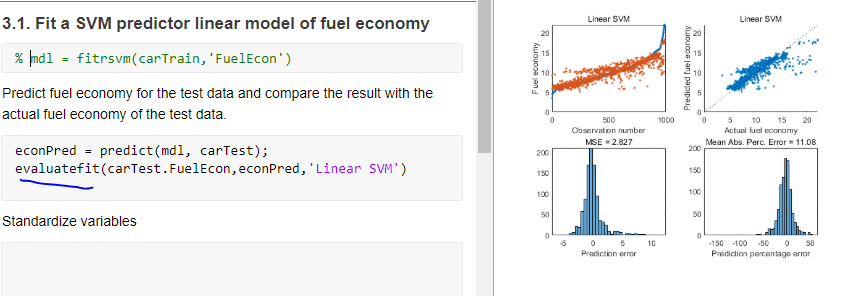 3.1. Fit a SVM predictor linear model of fuel economy
% mdl = fitrsvm(carTrain,'FuelEcon')
Predict fuel economy for the test data and compare the result with the
actual fuel economy of the test data.
econPred = predict(mdl, carTest);
evaluatefit(carTest.FuelEcon,econPred,'Linear SVM')
Standardize variables
Linear SVM
Fuel economy
20
15
10
5
0
0 500 1000
Observation number
Linear SVM
Predicted fuel economy
20
15
10
5
0
0 5 10 15 20
Actual fuel economy
MSE = 2.827
200
150
100
50
0
-5 0 5 10
Prediction error
Mean Abs. Perc. Error = 11.08
200
150
100
50
0
-150 -100 -50 0 50
Prediction percentage error